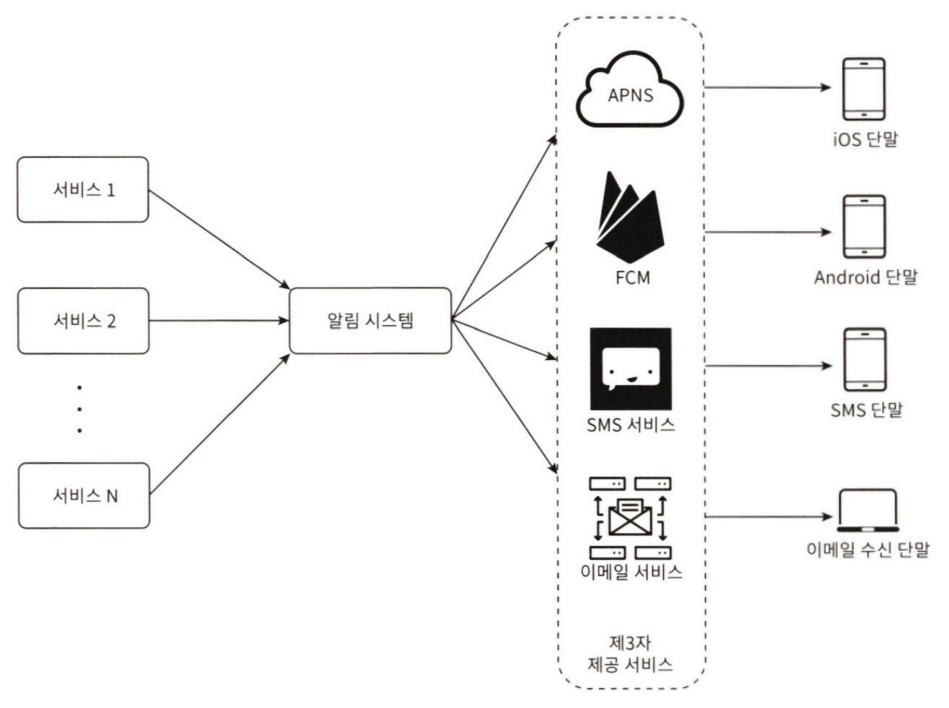 서비스 1
서비스 2
서비스 N
알림 시스템
APNS
FCM
SMS 서비스
이메일 서비스
제3자
제공 서비스
iOS 단말
Android 단말
SMS 단말
이메일 수신 단말